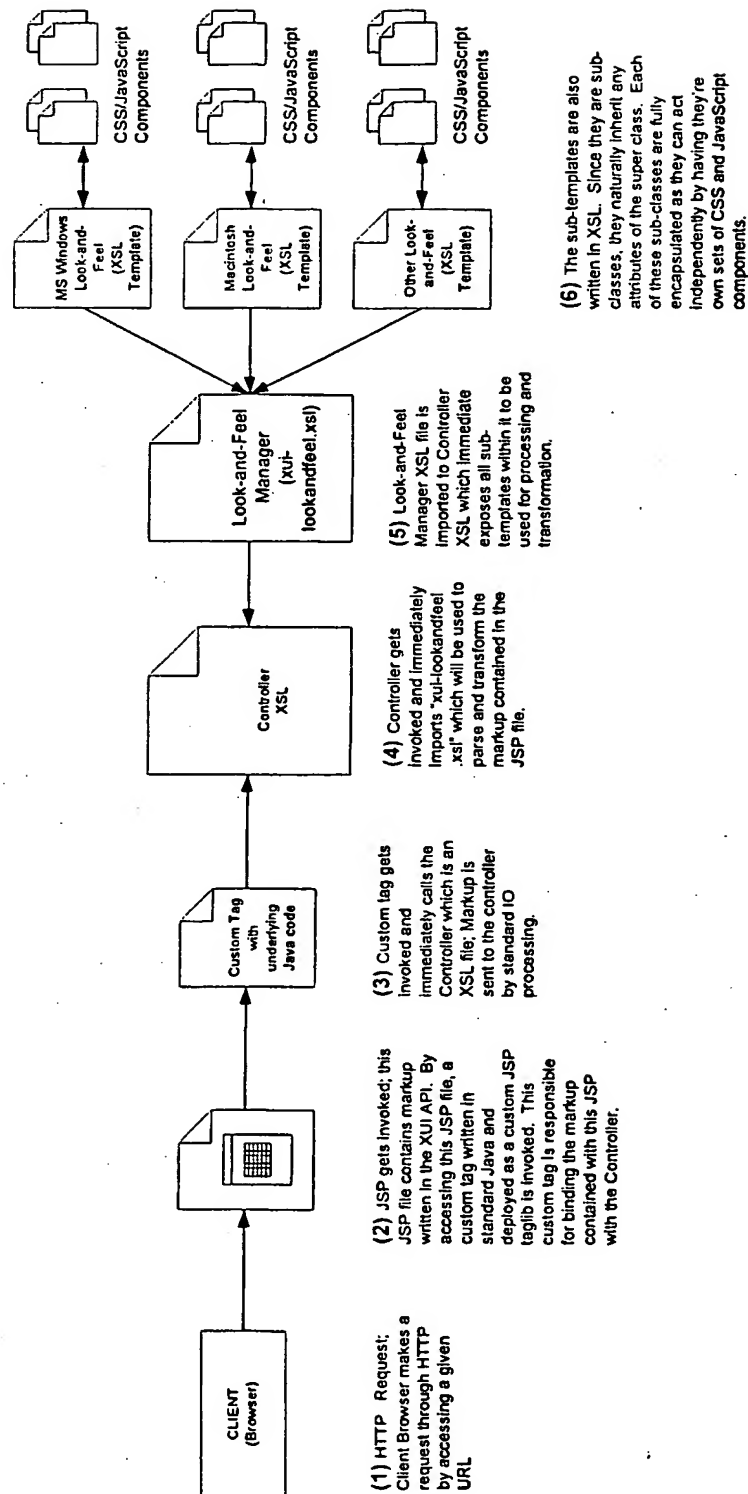 CLIENT
(Browser)
Custom Tag
with
underlying
Java code
Controller
XSL
Look-and-Feel
Manager
(xui-
lookandfeel.xsl)
MS Windows
Look-and-
Feel
(XSL
Template)
Macintosh
Look-and-
Feel
(XSL
Template)
Other Look-
and-Feel
(XSL
Template)
CSS/JavaScript
Components
CSS/JavaScript
Components
CSS/JavaScript
Components
(1) HTTP Request;
Client Browser makes a
request through HTTP
by accessing a given
URL
(2) JSP gets invoked; this
JSP file contains markup
written in the XUI API. By
accessing this JSP file, a
custom tag written in
standard Java and
deployed as a custom JSP
taglib is invoked. This
custom tag is responsible
for binding the markup
contained with this JSP
with the Controller.
(3) Custom tag gets
invoked and
immediately calls the
Controller which is an
XSL file; Markup is
sent to the controller
by standard IO
processing.
(4) Controller gets
invoked and immediately
imports "xui-lookandfeel
.xsl" which will be used to
parse and transform the
markup contained in the
JSP file.
(5) Look-and-Feel
Manager XSL file is
imported to Controller
XSL which immediate
exposes all sub-
templates within it to be
used for processing and
transformation.
(6) The sub-templates are also
written in XSL. Since they are sub-
classes, they naturally inherit any
attributes of the super class. Each
of these sub-classes are fully
encapsulated as they can act
independently by having they're
own sets of CSS and JavaScript
components.